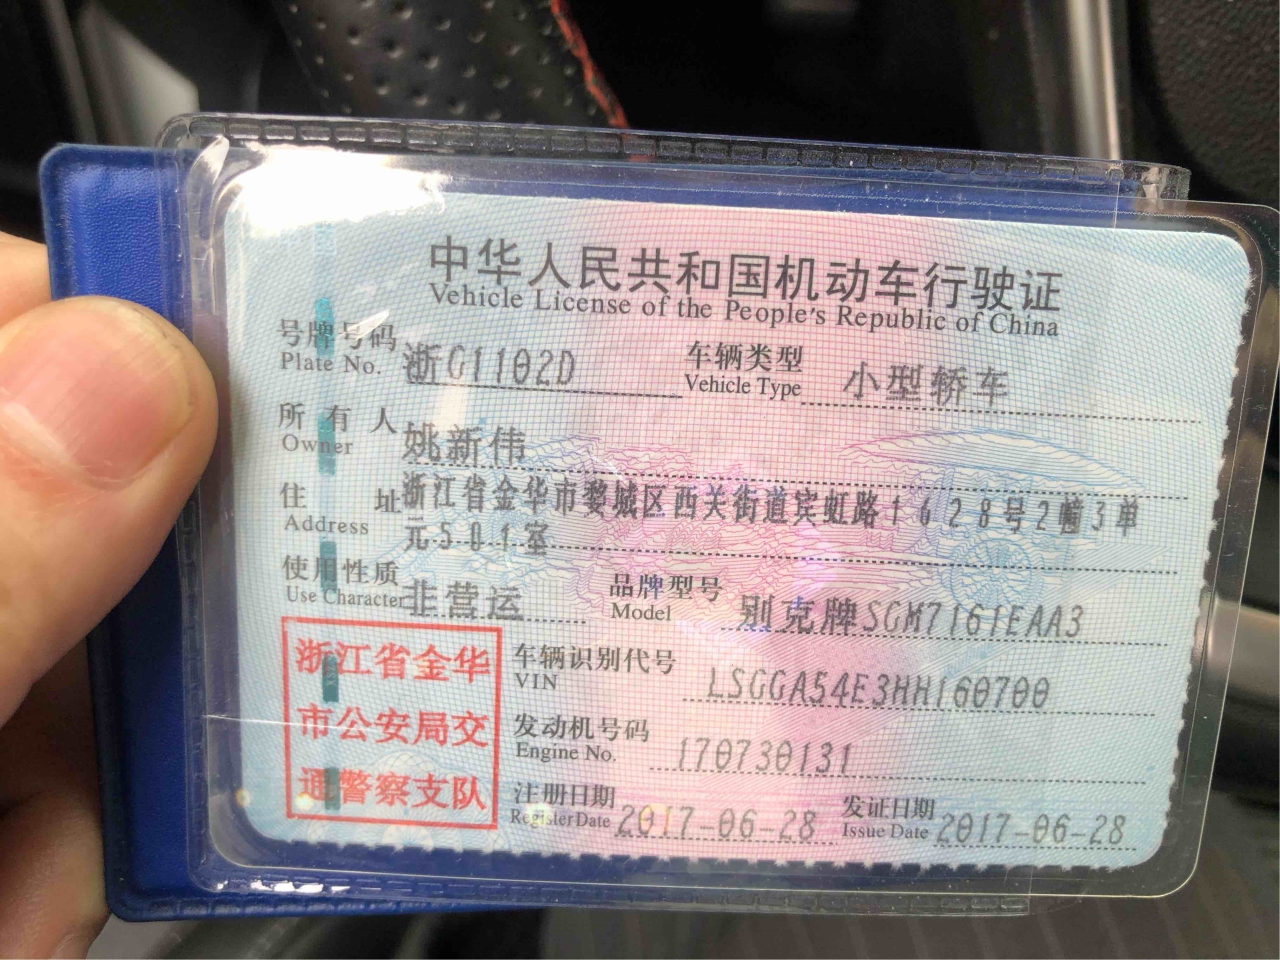 中华人民共和国机动车行驶证
Vehicle License of the People's Republic of China
号牌号码 浙G1102D 车辆类型 小型轿车
Plate No. Vehicle Type
所有人 姚新伟
Owner
住址 浙江省金华市婺城区西关街道宾虹路1628号2幢3单
Address 元501室
使用性质 非营运 品牌型号 别克牌SGM7161EAA3
Use Character Model
浙江省金华
市公安局交
通警察支队
车辆识别代号 LSGGA54E3HH160700
VIN
发动机号码 170730131
Engine No.
注册日期 2017-06-28 发证日期 2017-06-28
Register Date Issue Date